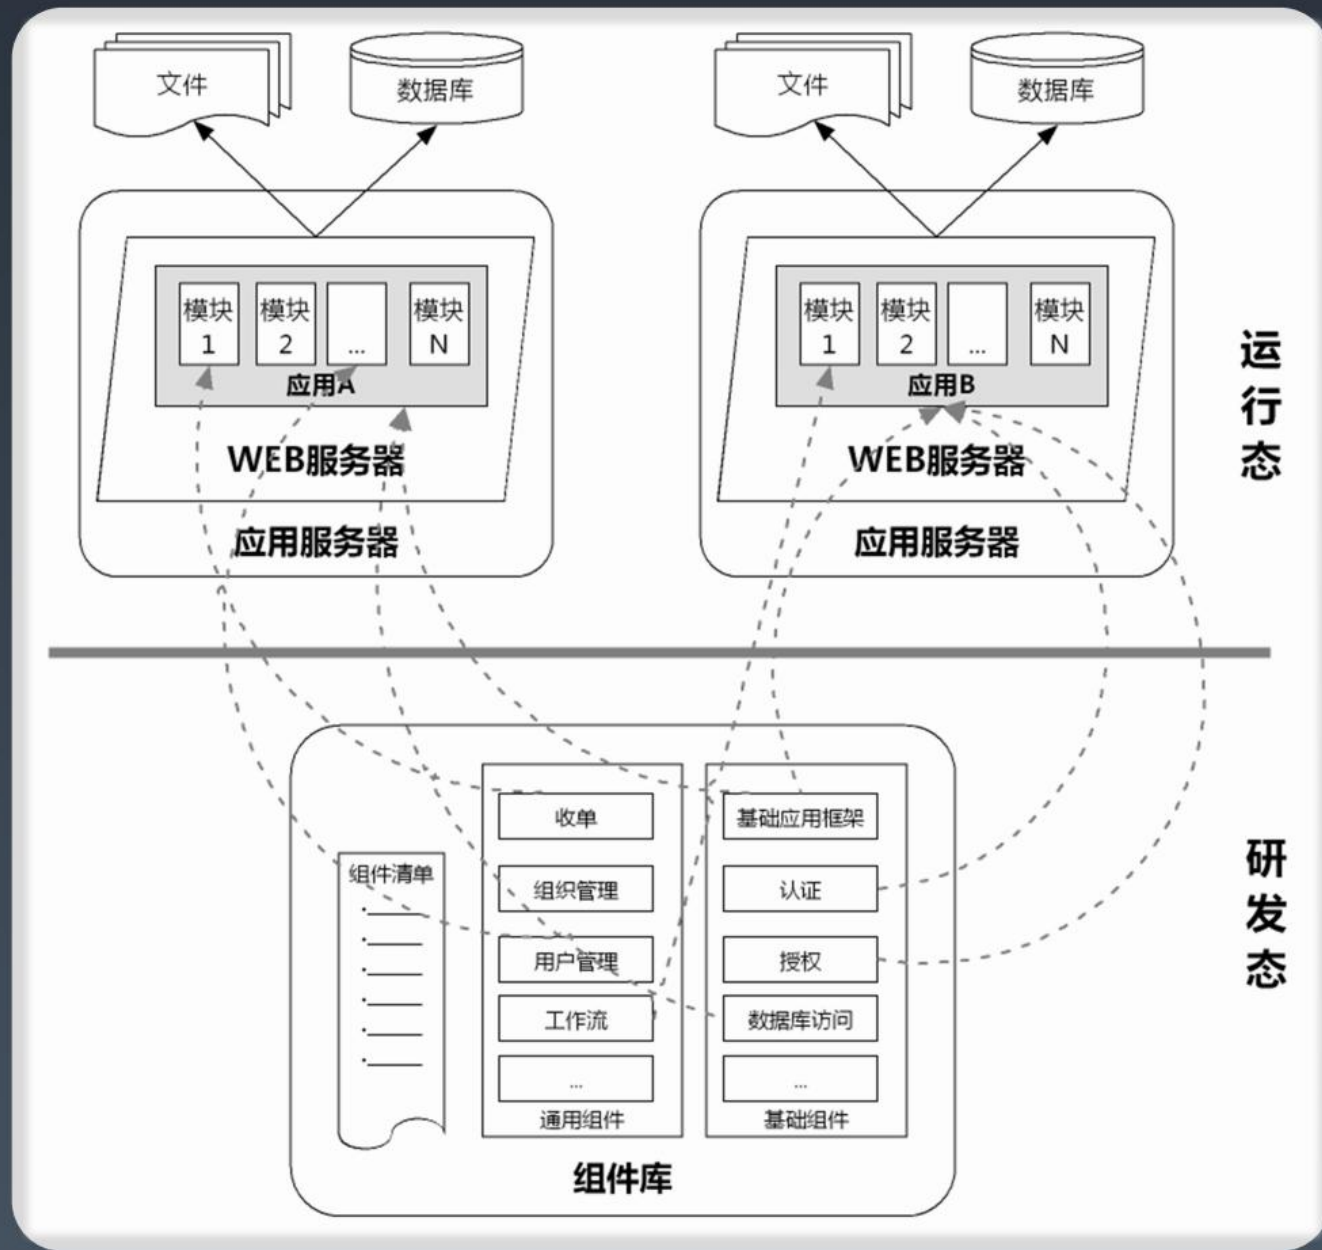 文件
数据库
文件
数据库
模块
1
模块
2
...
模块
N
应用A
WEB服务器
应用服务器
模块
1
模块
2
...
模块
N
应用B
WEB服务器
应用服务器
运
行
态
组件清单
收单
组织管理
用户管理
工作流
...
通用组件
基础应用框架
认证
授权
数据库访问
...
基础组件
组件库
研
发
态